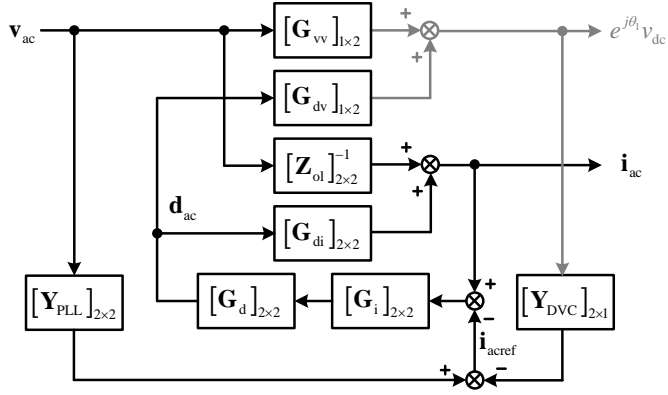 v_ac
[G_vv]_1×2
+
+
e^{jθ_1} v_dc
[G_dv]_1×2
[Z_ol]^{-1}_2×2
+
+
i_ac
d_ac
[G_di]_2×2
[Y_PLL]_2×2
[G_d]_2×2
[G_i]_2×2
+
−
[Y_DVC]_2×1
i_acref
+
−